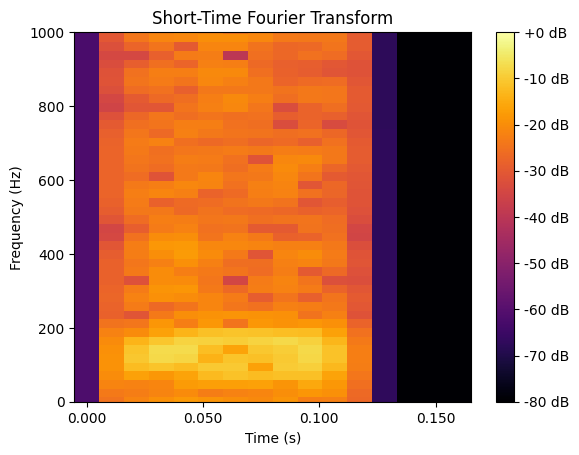 Short-Time Fourier Transform
1000
800
600
400
200
0
Frequency (Hz)
0.000
0.050
0.100
0.150
Time (s)
+0 dB
-10 dB
-20 dB
-30 dB
-40 dB
-50 dB
-60 dB
-70 dB
-80 dB